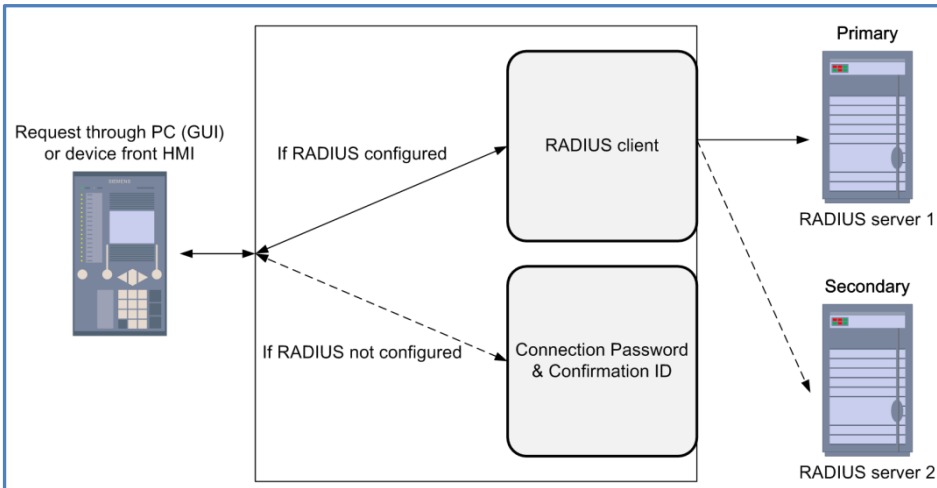 Primary
Request through PC (GUI)
or device front HMI
SIEMENS
If RADIUS configured
RADIUS client
RADIUS server 1
Secondary
If RADIUS not configured
Connection Password
& Confirmation ID
RADIUS server 2